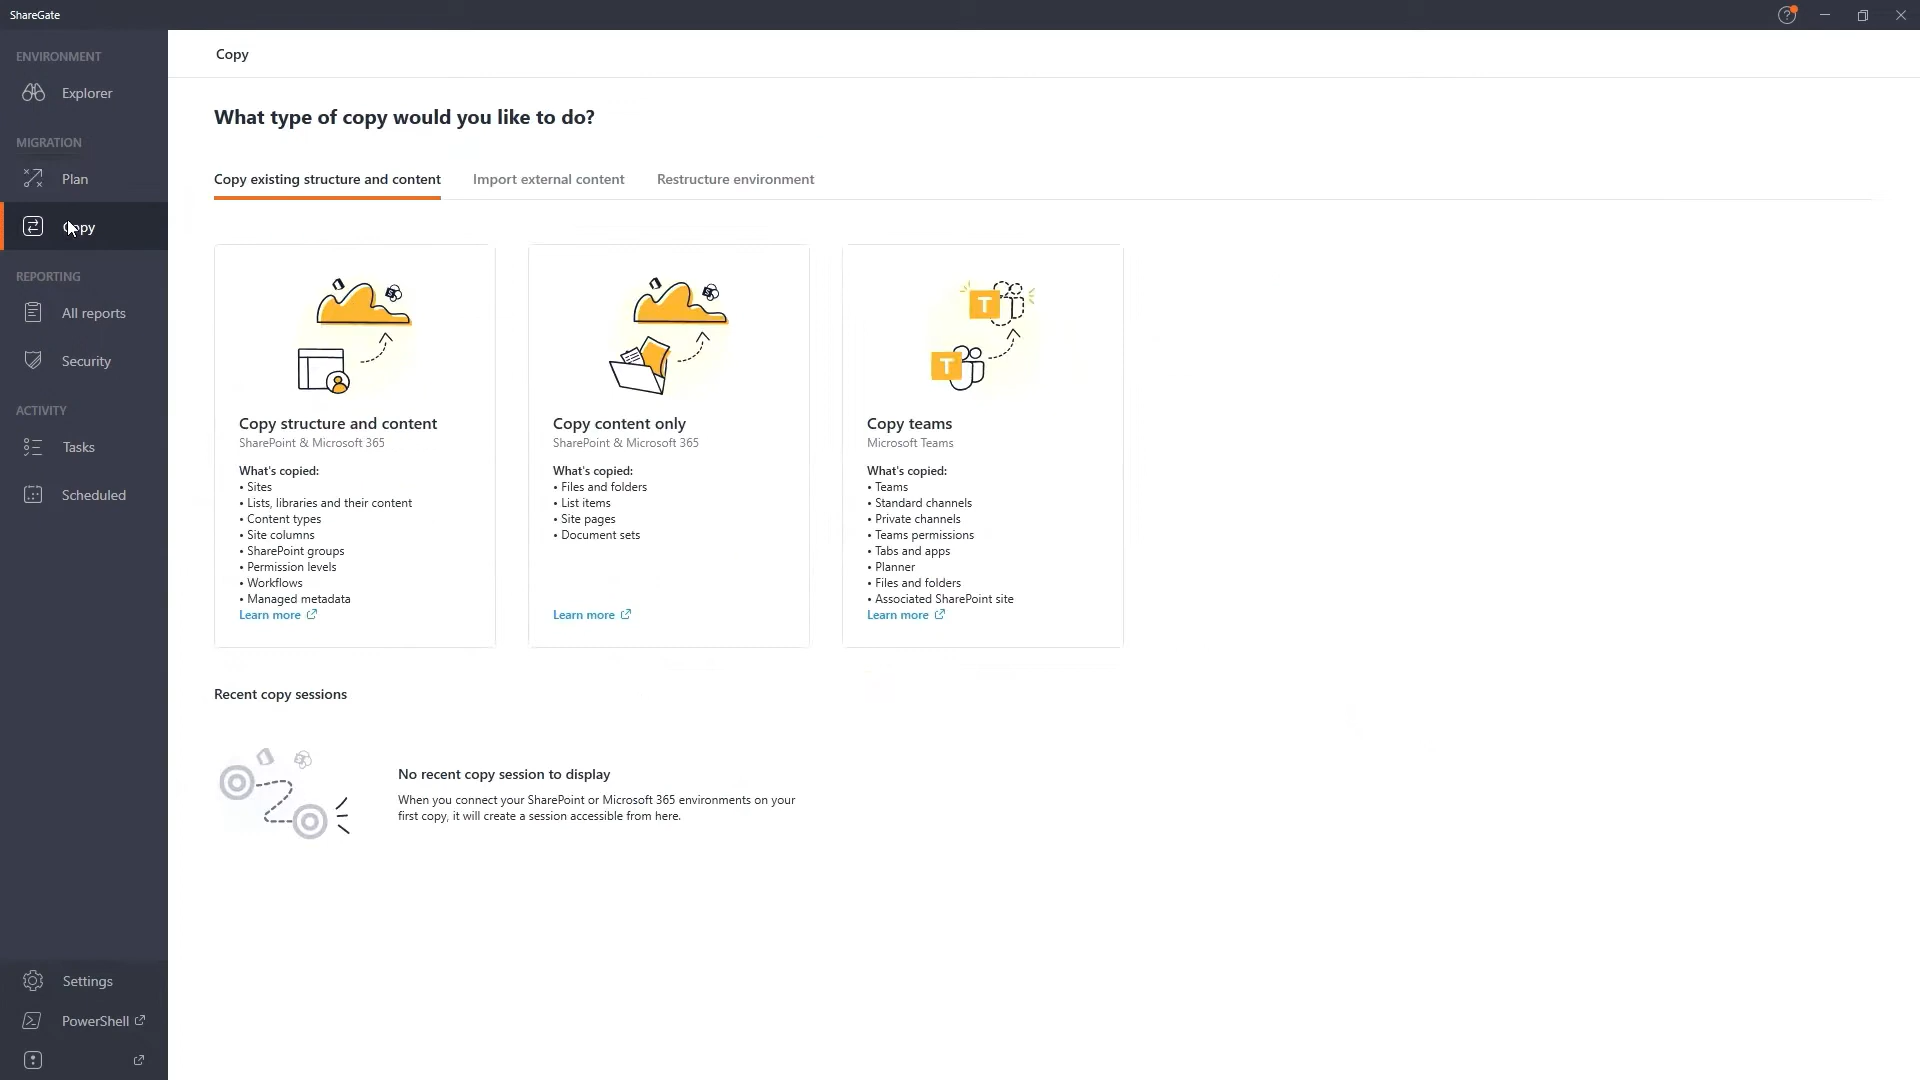 ShareGate
ENVIRONMENT
Explorer
MIGRATION
Plan
Copy
REPORTING
All reports
Security
ACTIVITY
Tasks
Scheduled
Settings
PowerShell
Copy
What type of copy would you like to do?
Copy existing structure and content
Import external content
Restructure environment
T
T
Copy structure and content
SharePoint & Microsoft 365
What's copied:
• Sites
• Lists, libraries and their content
• Content types
• Site columns
• SharePoint groups
• Permission levels
• Workflows
• Managed metadata
Learn more
Copy content only
SharePoint & Microsoft 365
What's copied:
• Files and folders
• List items
• Site pages
• Document sets
Learn more
Copy teams
Microsoft Teams
What's copied:
• Teams
• Standard channels
• Private channels
• Teams permissions
• Tabs and apps
• Planner
• Files and folders
• Associated SharePoint site
Learn more
Recent copy sessions
No recent copy session to display
When you connect your SharePoint or Microsoft 365 environments on your
first copy, it will create a session accessible from here.